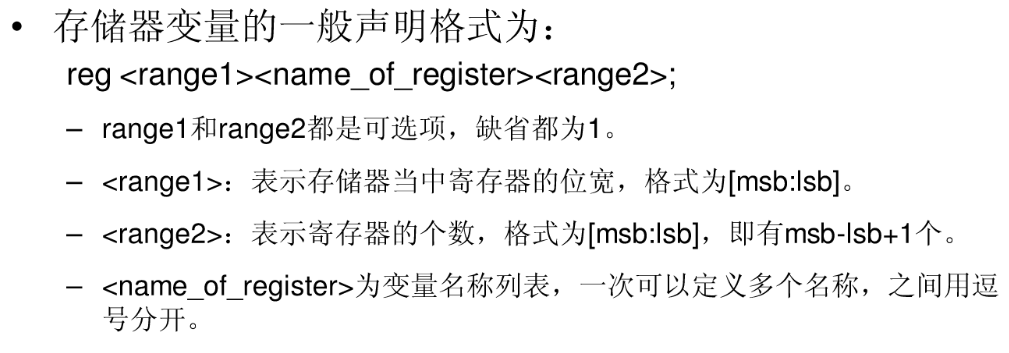 • 存储器变量的一般声明格式为：
reg <range1><name_of_register><range2>;
– range1和range2都是可选项，缺省都为1。
– <range1>：表示存储器当中寄存器的位宽，格式为[msb:lsb]。
– <range2>：表示寄存器的个数，格式为[msb:lsb]，即有msb-lsb+1个。
– <name_of_register>为变量名称列表，一次可以定义多个名称，之间用逗
号分开。